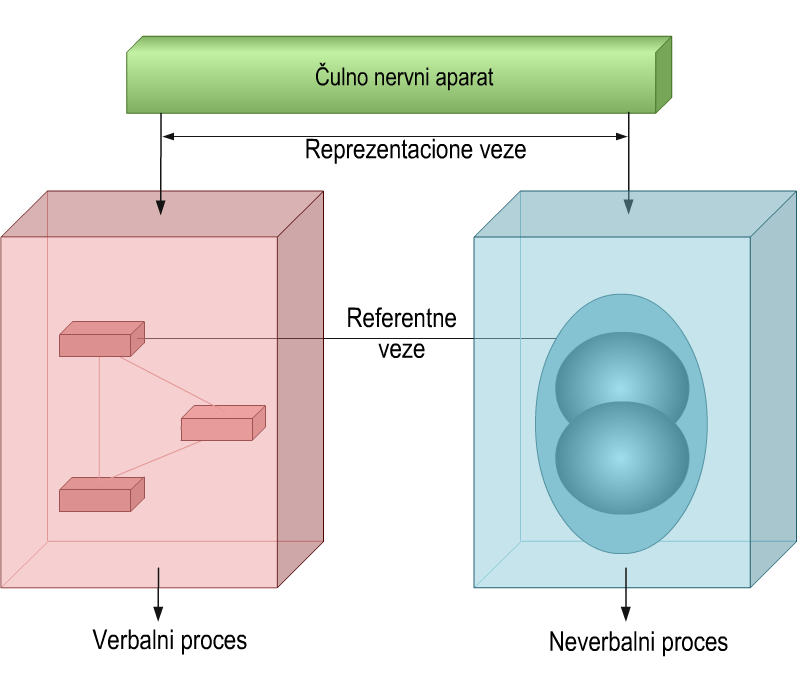 Čulno nervni aparat
Reprezentacione veze
Referentne
veze
Verbalni proces
Neverbalni proces